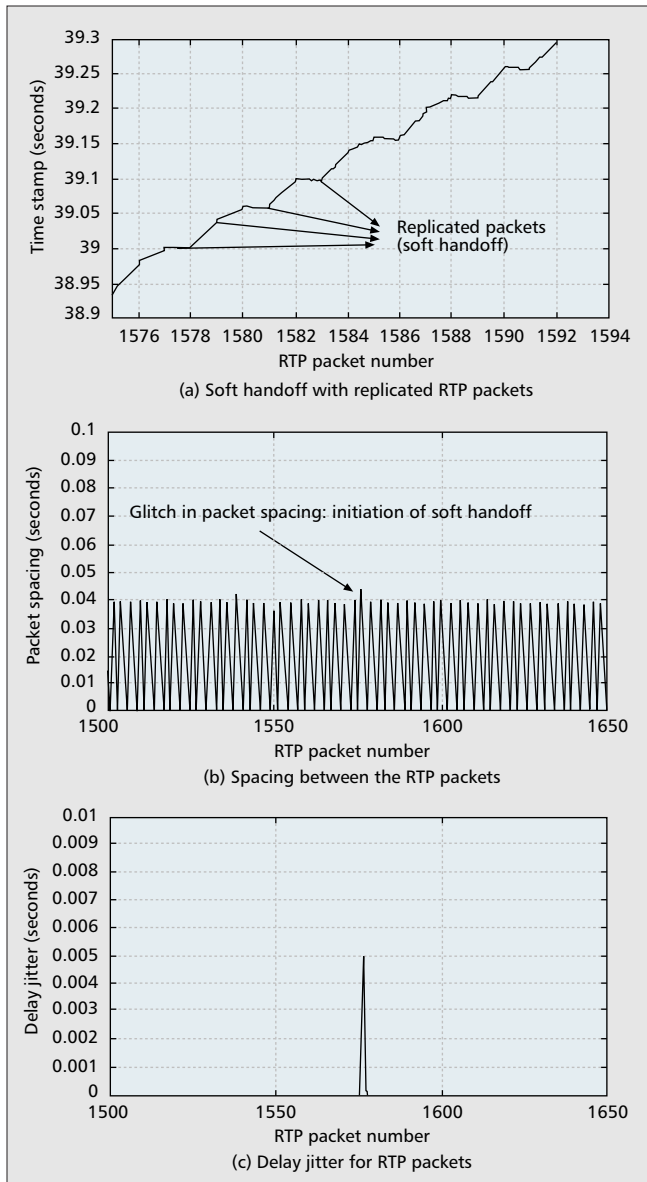 39.3
39.25
39.2
39.15
39.1
39.05
39
38.95
38.9
Time stamp (seconds)
Replicated packets
(soft handoff)
1576 1578 1580 1582 1584 1586 1588 1590 1592 1594
RTP packet number
(a) Soft handoff with replicated RTP packets
0.1
0.09
0.08
0.07
0.06
0.05
0.04
0.03
0.02
0.01
0
Packet spacing (seconds)
Glitch in packet spacing: initiation of soft handoff
1500 1550 1600 1650
RTP packet number
(b) Spacing between the RTP packets
0.01
0.009
0.008
0.007
0.006
0.005
0.004
0.003
0.002
0.001
0
Delay jitter (seconds)
1500 1550 1600 1650
RTP packet number
(c) Delay jitter for RTP packets